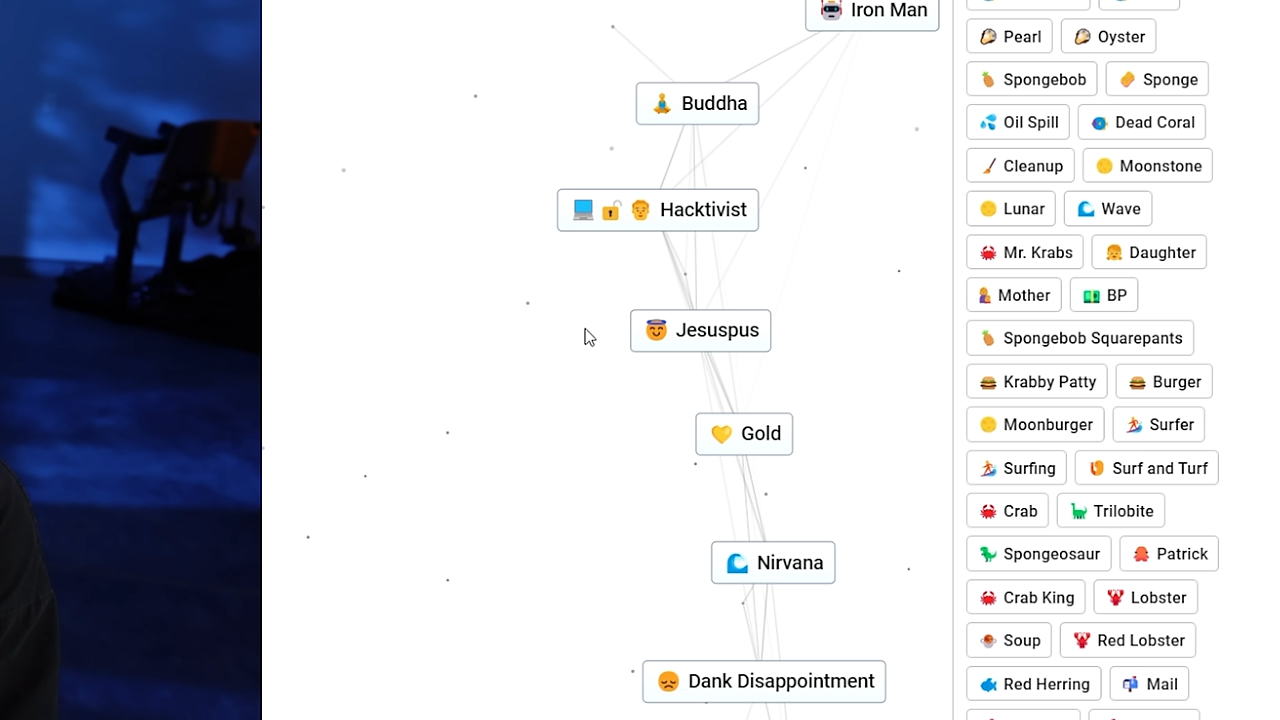 Iron Man
Buddha
Hacktivist
Jesuspus
Gold
Nirvana
Dank Disappointment
Pearl Oyster
Spongebob Sponge
Oil Spill Dead Coral
Cleanup Moonstone
Lunar Wave
Mr. Krabs Daughter
Mother BP
Spongebob Squarepants
Krabby Patty Burger
Moonburger Surfer
Surfing Surf and Turf
Crab Trilobite
Spongeosaur Patrick
Crab King Lobster
Soup Red Lobster
Red Herring Mail